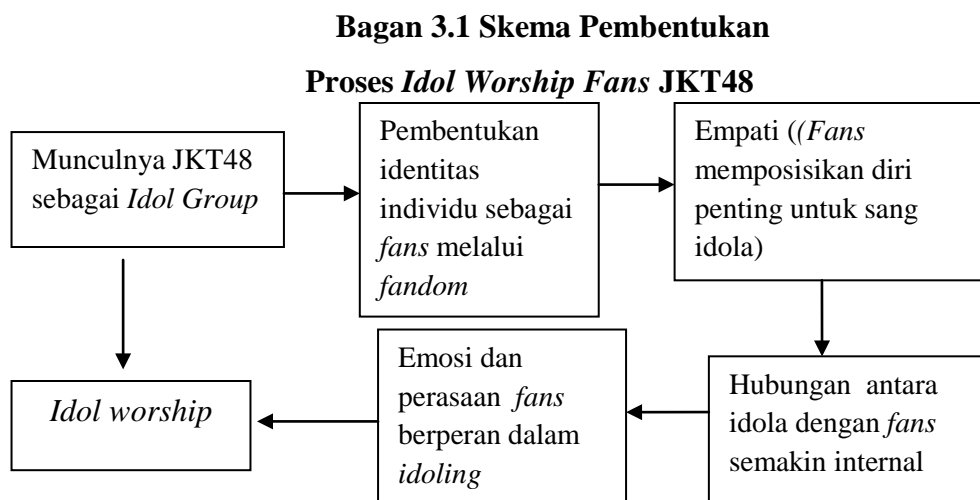 Bagan 3.1 Skema Pembentukan
Proses Idol Worship Fans JKT48
Munculnya JKT48
sebagai Idol Group
Pembentukan
identitas
individu sebagai
fans melalui
fandom
Empati ((Fans
memposisikan diri
penting untuk sang
idola)
Hubungan antara
idola dengan fans
semakin internal
Emosi dan
perasaan fans
berperan dalam
idoling
Idol worship